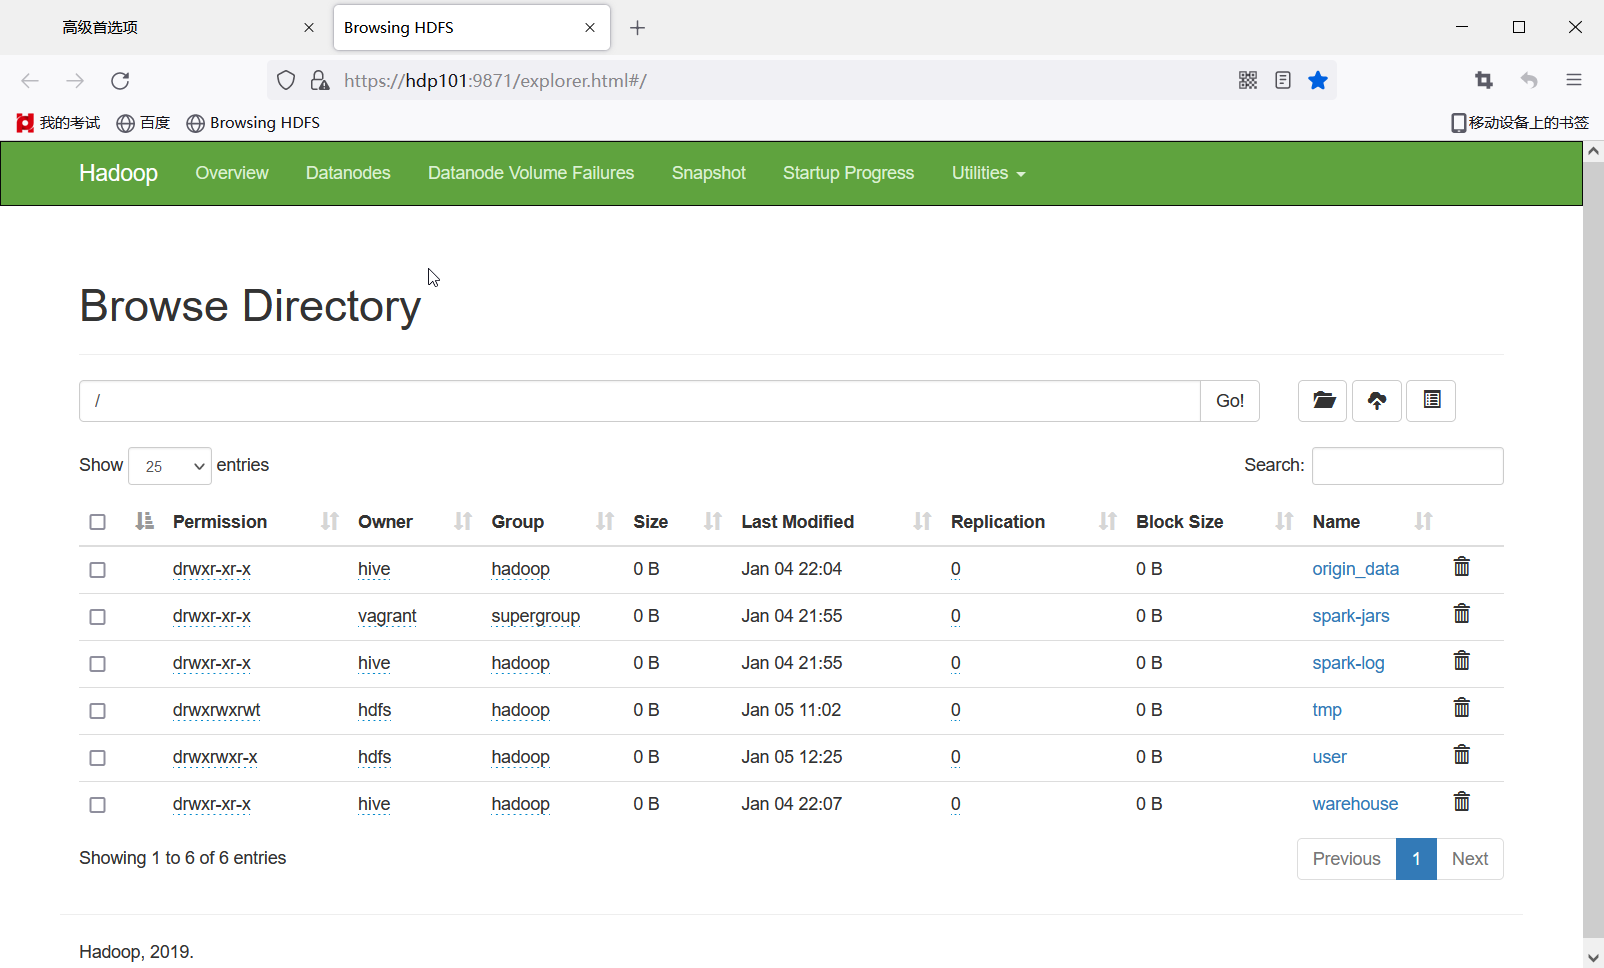 高级首选项
Browsing HDFS
https://hdp101:9871/explorer.html#/
我的考试 百度 Browsing HDFS 移动设备上的书签
Hadoop Overview Datanodes Datanode Volume Failures Snapshot Startup Progress Utilities
Browse Directory
/ Go!
Show 25 entries Search:
Permission Owner Group Size Last Modified Replication Block Size Name
drwxr-xr-x hive hadoop 0 B Jan 04 22:04 0 0 B origin_data
drwxr-xr-x vagrant supergroup 0 B Jan 04 21:55 0 0 B spark-jars
drwxr-xr-x hive hadoop 0 B Jan 04 21:55 0 0 B spark-log
drwxrwxrwt hdfs hadoop 0 B Jan 05 11:02 0 0 B tmp
drwxrwxr-x hdfs hadoop 0 B Jan 05 12:25 0 0 B user
drwxr-xr-x hive hadoop 0 B Jan 04 22:07 0 0 B warehouse
Showing 1 to 6 of 6 entries Previous 1 Next
Hadoop, 2019.